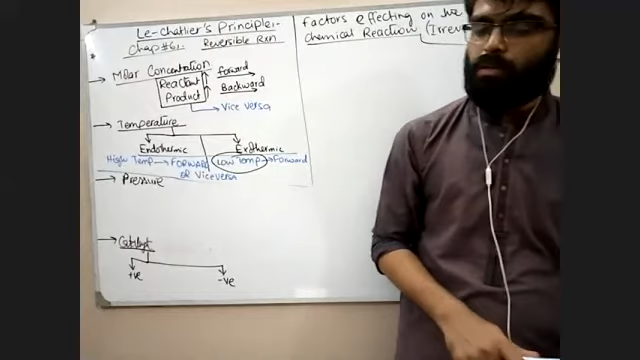 Le-Chatlier's Principle:-
Chap #6:- Reversible Rxn
Molar Concentration
Reactant
Product
forward
Backward
Vice versa
Temperature
Endothermic
Exothermic
High Temp → FORWARD
Low Temp → Forward
OR Viceversa
Pressure
Catalyst
+ve
-ve
factors effecting on the
chemical Reaction